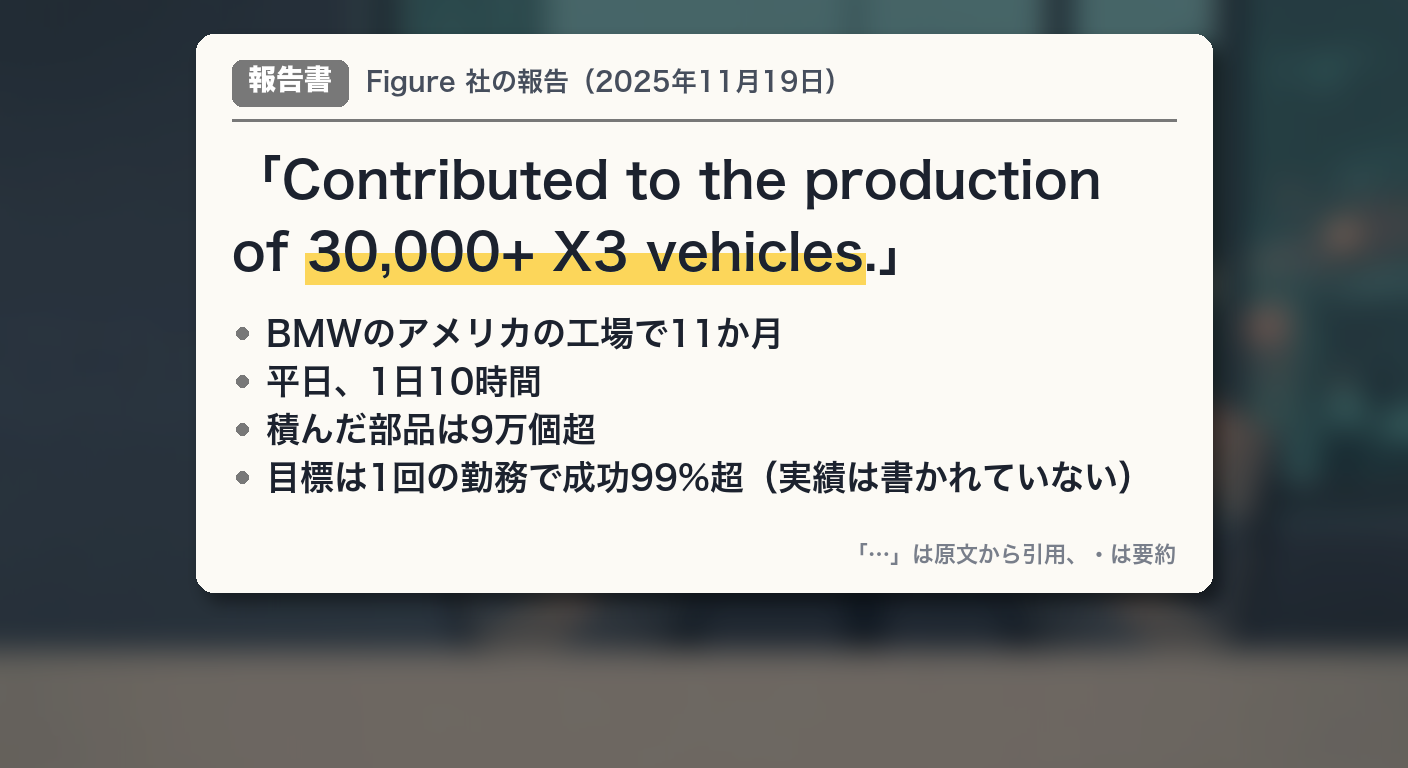 報告書 Figure 社の報告（2025年11月19日）
「Contributed to the production
of 30,000+ X3 vehicles.」
• BMWのアメリカの工場で11か月
• 平日、1日10時間
• 積んだ部品は9万個超
• 目標は1回の勤務で成功99%超（実績は書かれていない）
「…」は原文から引用、・は要約